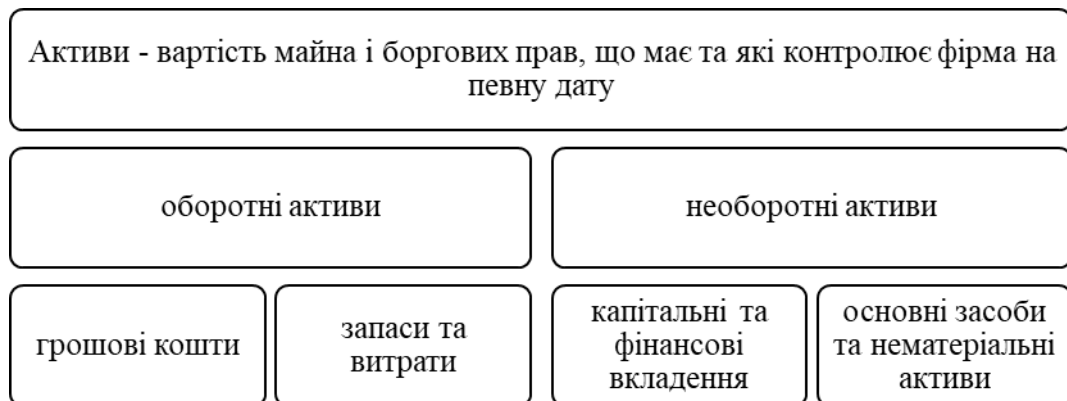 Активи - вартість майна і боргових прав, що має та які контролює фірма на
певну дату
оборотні активи
необоротні активи
грошові кошти
запаси та
витрати
капітальні та
фінансові
вкладення
основні засоби
та нематеріальні
активи